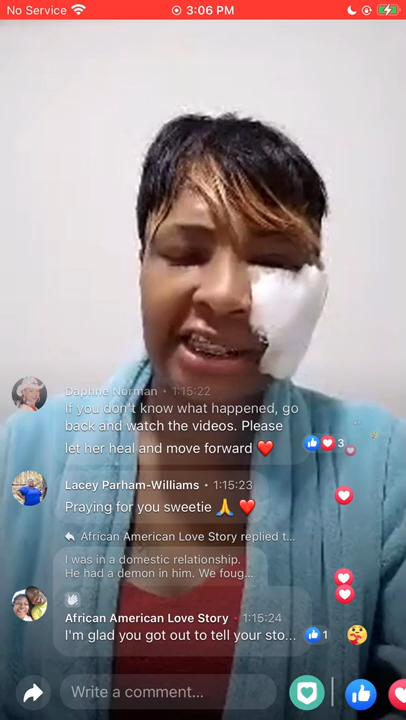 No Service 3:06 PM
Daphne Norman • 1:15:22
If you don't know what happened, go
back and watch the videos. Please
let her heal and move forward ❤️
3
Lacey Parham-Williams • 1:15:23
Praying for you sweetie 🙏 ❤️
African American Love Story replied t...
I was in a domestic relationship.
He had a demon in him. We foug...
African American Love Story • 1:15:24
I'm glad you got out to tell your sto...
1
Write a comment...